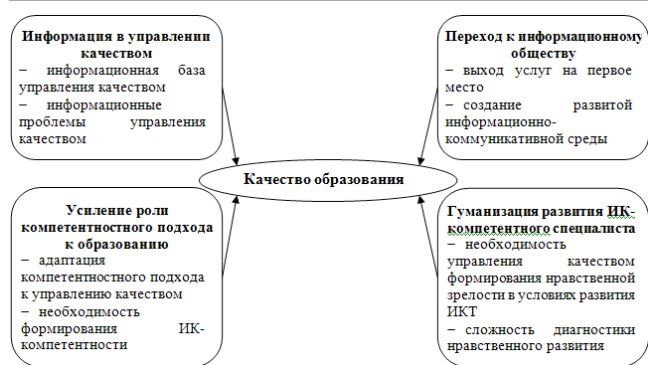 Информация в управлении
качеством
– информационная база
управления качеством
– информационные
проблемы управления
качеством
Переход к информационному
обществу
– выход услуг на первое
место
– создание развитой
информационно-
коммуникативной среды
Качество образования
Усиление роли
компетентностного подхода
к образованию
– адаптация
компетентностного подхода
к управлению качеством
– необходимость
формирования ИК-
компетентности
Гуманизация развития ИК-
компетентного специалиста
– необходимость
управления качеством
формирования нравственной
зрелости в условиях развития
ИКТ
– сложность диагностики
нравственного развития